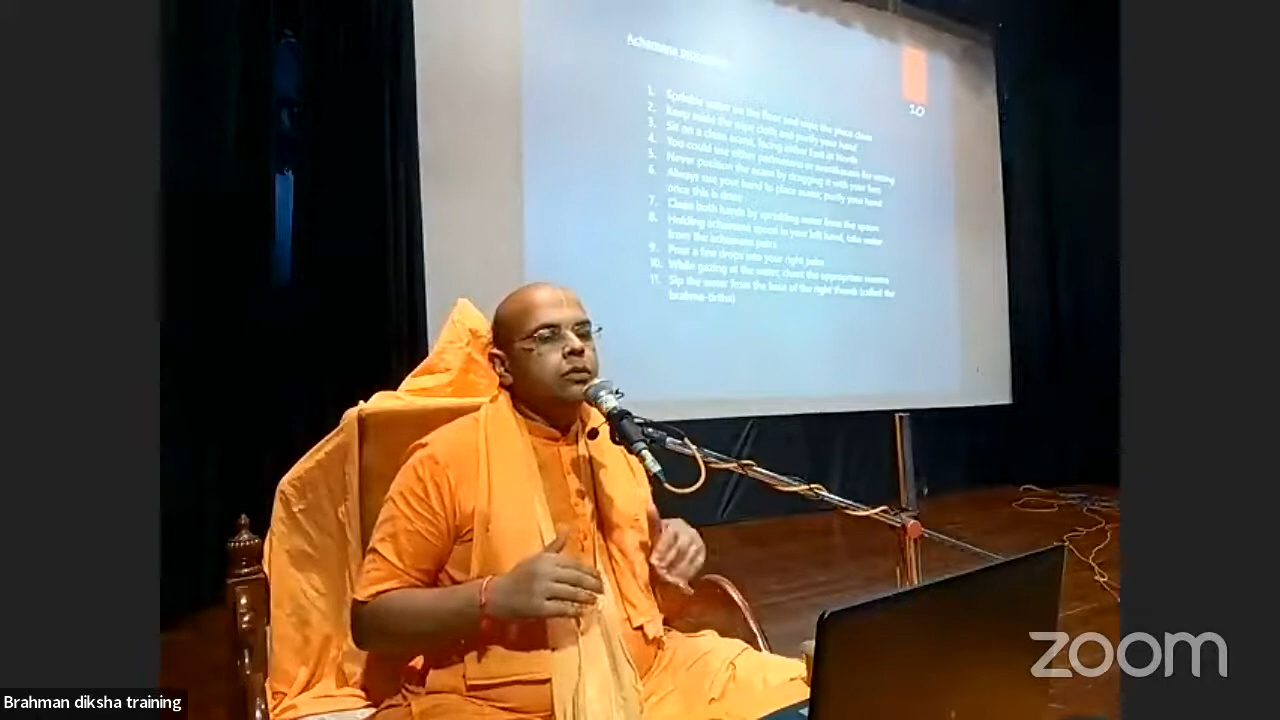 Achamana
10
1. Sprinkle water on the floor and wipe the place clean
2. Keep aside the wipe cloth and purify your hand
3. Sit on a clean asana, facing either East or North
4. You could use either padmasana or swastikasana for sitting
5. Never position the asana by dragging it with your feet
6. Always use your hand to place asana; purify your hand
once this is done
7. Clean both hands by sprinkling water from the spoon
8. Holding achamana spoon in your left hand, take water
from the achamana patra
9. Pour a few drops into your right palm
10. While gazing at the water, chant the appropriate mantra
11. Sip the water from the base of the right thumb (called the
brahma-tirtha)
zoom
Brahman diksha training